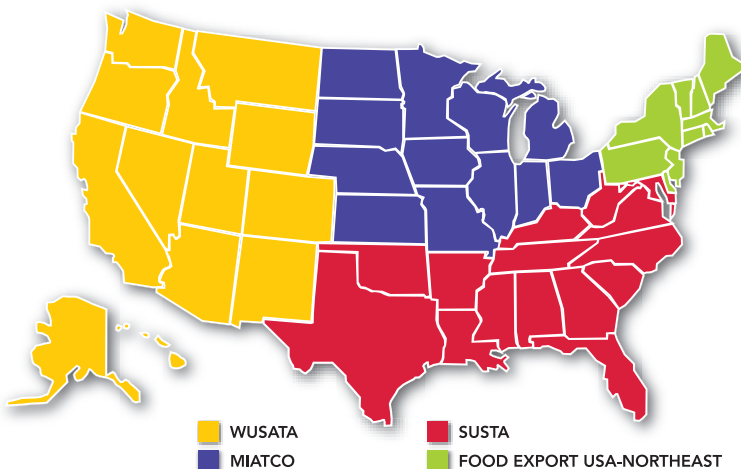 WUSATA
MIATCO
SUSTA
FOOD EXPORT USA-NORTHEAST